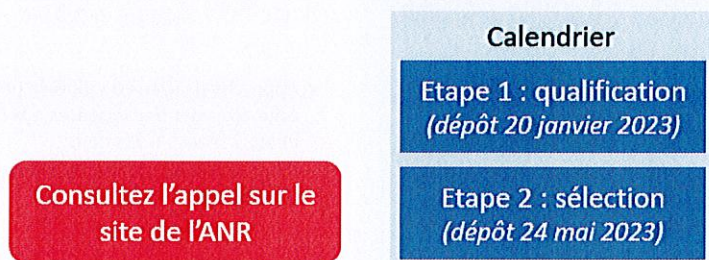 Calendrier
Etape 1 : qualification
(dépôt 20 janvier 2023)
Consultez l'appel sur le
site de l'ANR
Etape 2 : sélection
(dépôt 24 mai 2023)